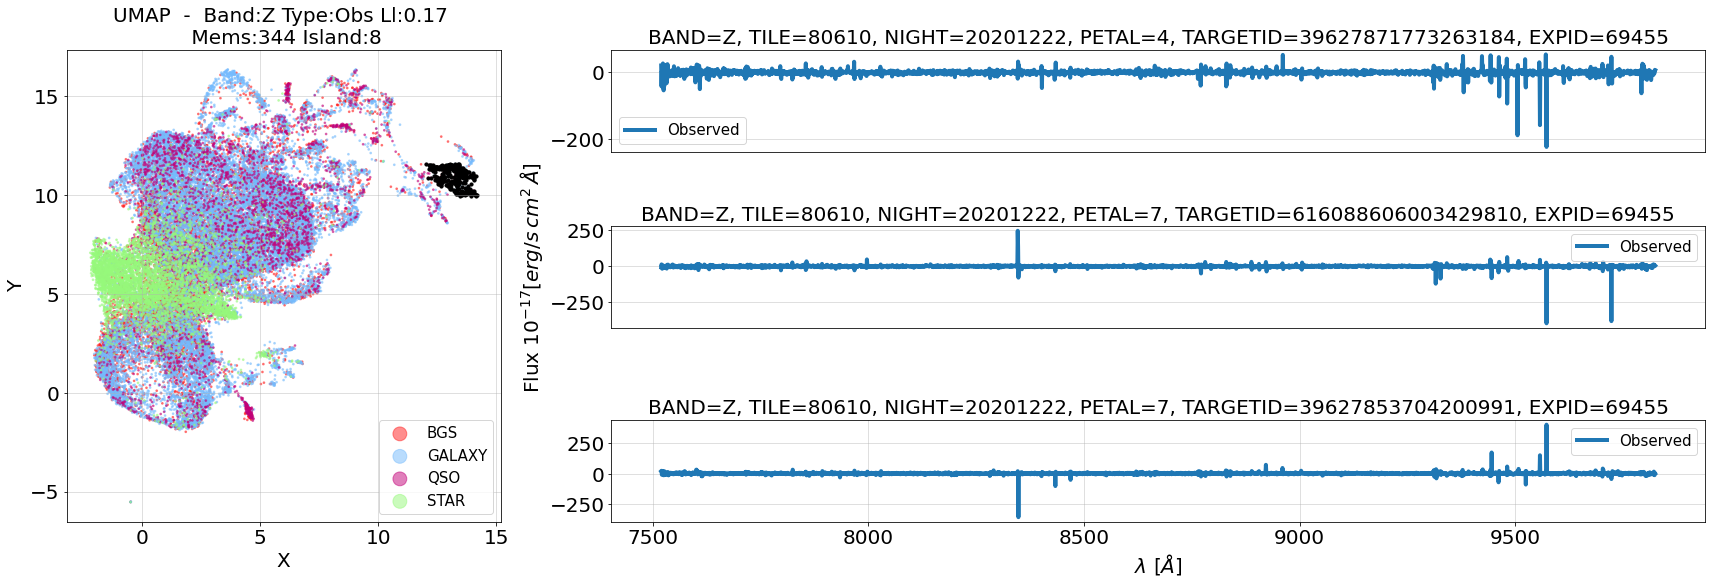 UMAP  -  Band:Z Type:Obs Ll:0.17
Mems:344 Island:8
15
10
5
0
−5
Y
0
5
10
15
X
BGS
GALAXY
QSO
STAR
Flux 10^{-17}[erg/s cm^2 Å]
BAND=Z, TILE=80610, NIGHT=20201222, PETAL=4, TARGETID=39627871773263184, EXPID=69455
0
−200
Observed
BAND=Z, TILE=80610, NIGHT=20201222, PETAL=7, TARGETID=616088606003429810, EXPID=69455
250
0
−250
Observed
BAND=Z, TILE=80610, NIGHT=20201222, PETAL=7, TARGETID=39627853704200991, EXPID=69455
250
0
−250
Observed
7500
8000
8500
9000
9500
λ [Å]